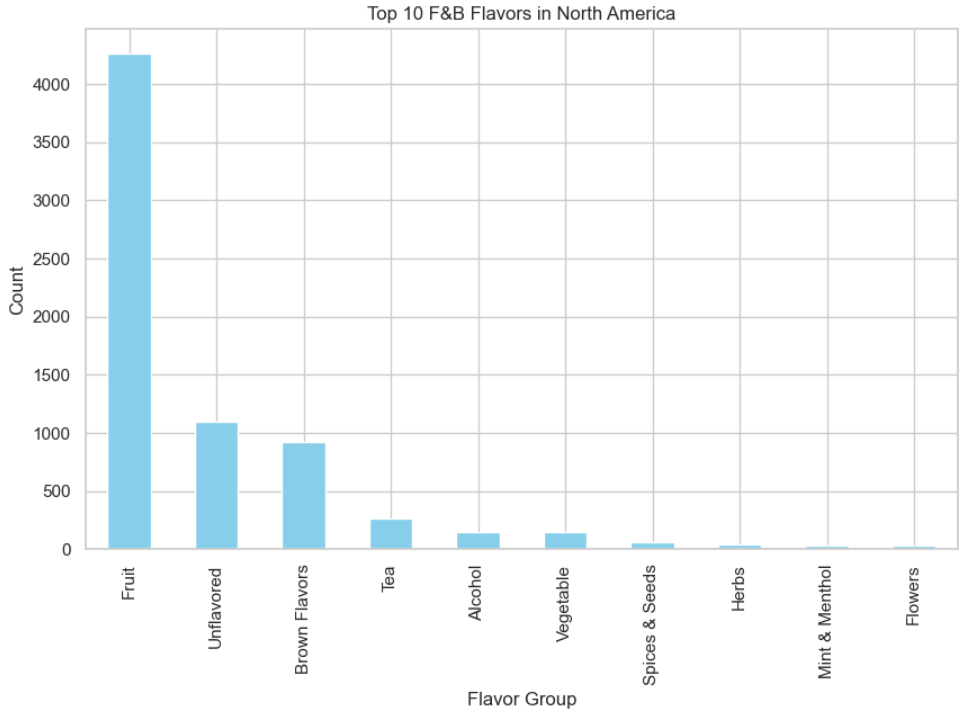 Top 10 F&B Flavors in North America
Count
4000
3500
3000
2500
2000
1500
1000
500
0
Fruit
Unflavored
Brown Flavors
Tea
Alcohol
Vegetable
Spices & Seeds
Herbs
Mint & Menthol
Flowers
Flavor Group